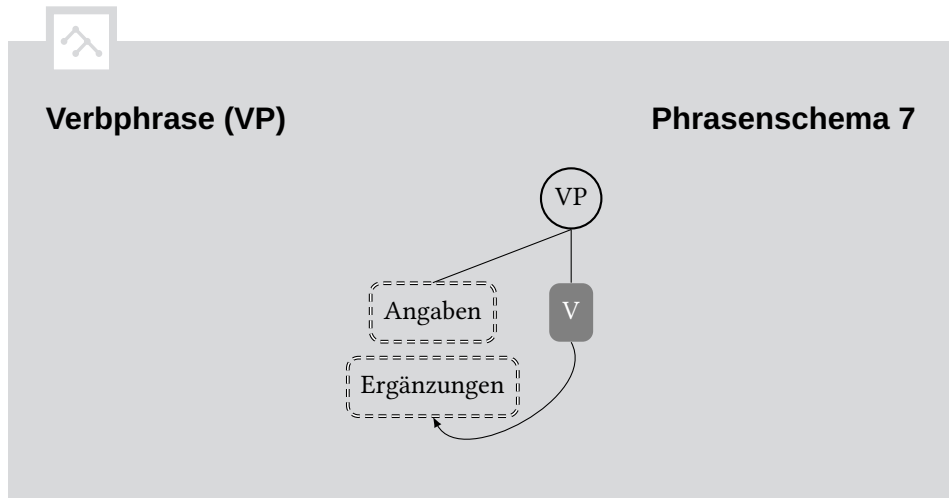 Verbphrase (VP)
Phrasenschema 7
VP
Angaben
V
Ergänzungen